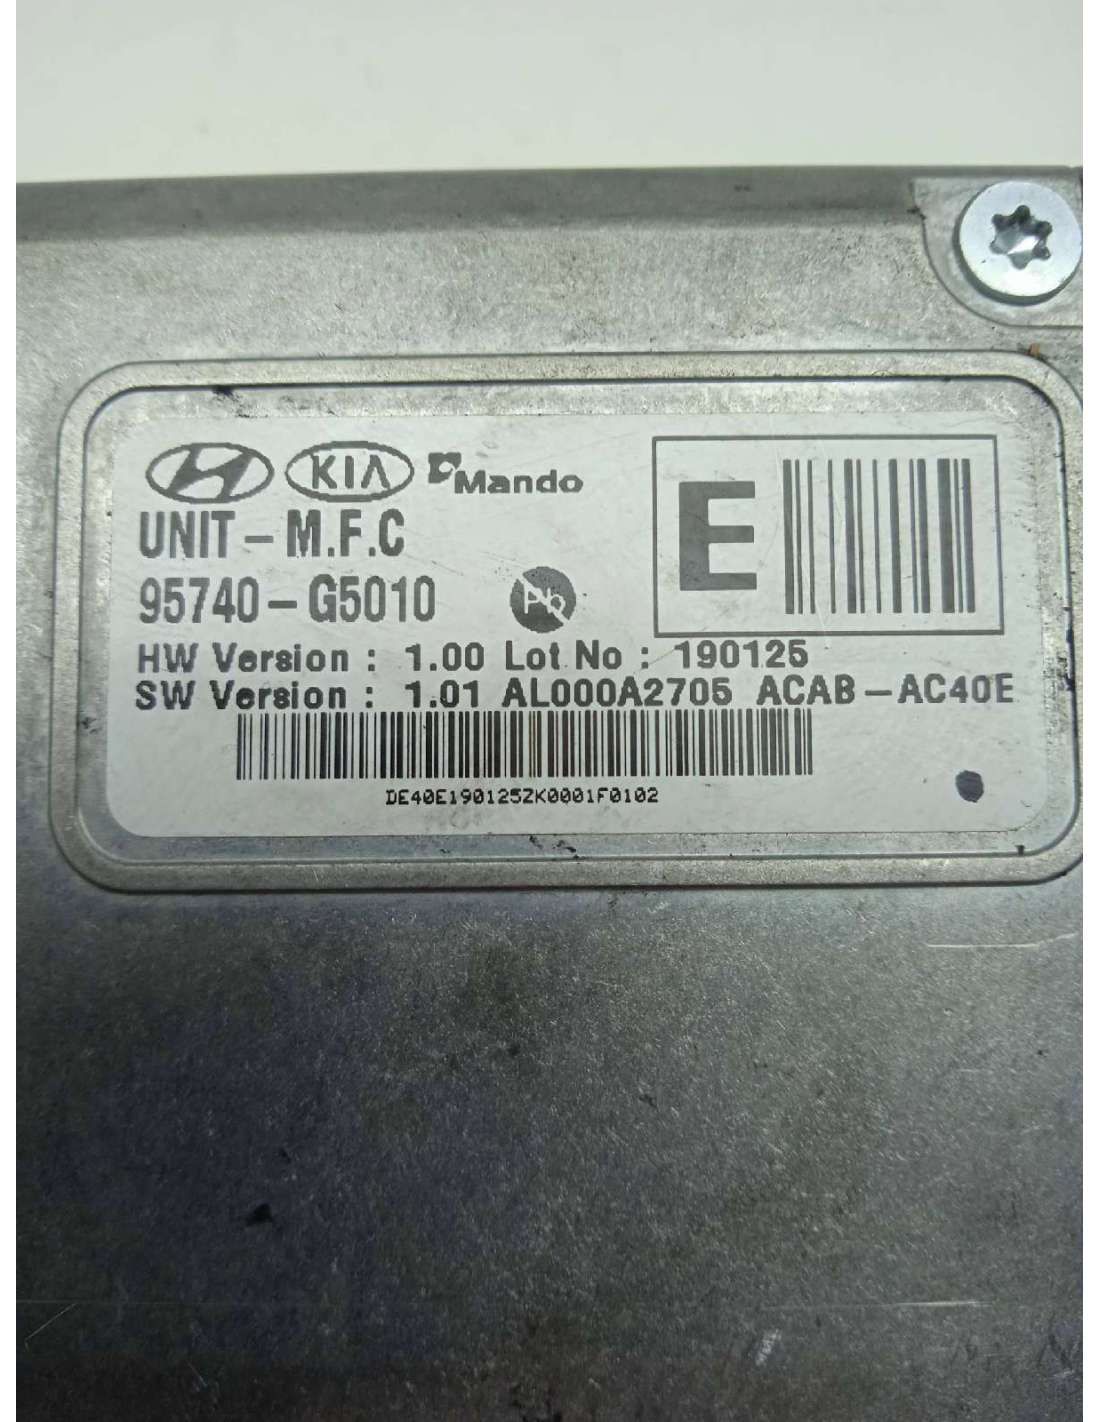 KIA Mando
UNIT-M.F.C
E
95740-G5010
Pb
HW Version : 1.00 Lot No : 190125
SW Version : 1.01 AL000A2705 ACAB-AC40E
DE40E190125ZK0001F0102